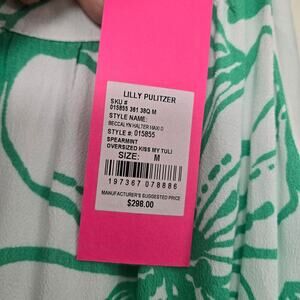 LILLY PULITZER
SKU #
015855 361 38Q M
STYLE NAME:
BECCALYN HALTER MAXI D
STYLE #: 015855
SPEARMINT
OVERSIZED KISS MY TULI
SIZE: M
197367 078886
MANUFACTURER'S SUGGESTED PRICE
$298.00